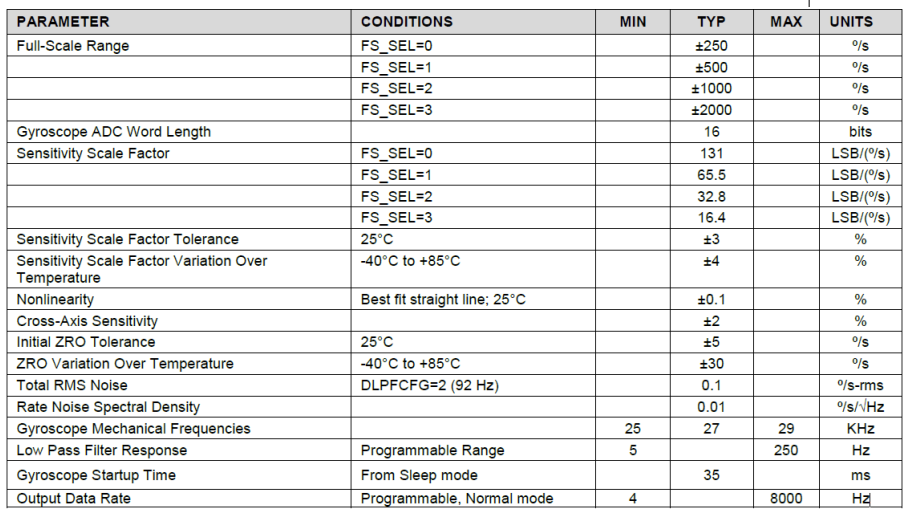 PARAMETER CONDITIONS MIN TYP MAX UNITS
Full-Scale Range FS_SEL=0 ±250 º/s
FS_SEL=1 ±500 º/s
FS_SEL=2 ±1000 º/s
FS_SEL=3 ±2000 º/s
Gyroscope ADC Word Length 16 bits
Sensitivity Scale Factor FS_SEL=0 131 LSB/(º/s)
FS_SEL=1 65.5 LSB/(º/s)
FS_SEL=2 32.8 LSB/(º/s)
FS_SEL=3 16.4 LSB/(º/s)
Sensitivity Scale Factor Tolerance 25°C ±3 %
Sensitivity Scale Factor Variation Over -40°C to +85°C ±4 %
Temperature
Nonlinearity Best fit straight line; 25°C ±0.1 %
Cross-Axis Sensitivity ±2 %
Initial ZRO Tolerance 25°C ±5 º/s
ZRO Variation Over Temperature -40°C to +85°C ±30 º/s
Total RMS Noise DLPFCFG=2 (92 Hz) 0.1 º/s-rms
Rate Noise Spectral Density 0.01 º/s/√Hz
Gyroscope Mechanical Frequencies 25 27 29 KHz
Low Pass Filter Response Programmable Range 5 250 Hz
Gyroscope Startup Time From Sleep mode 35 ms
Output Data Rate Programmable, Normal mode 4 8000 Hz